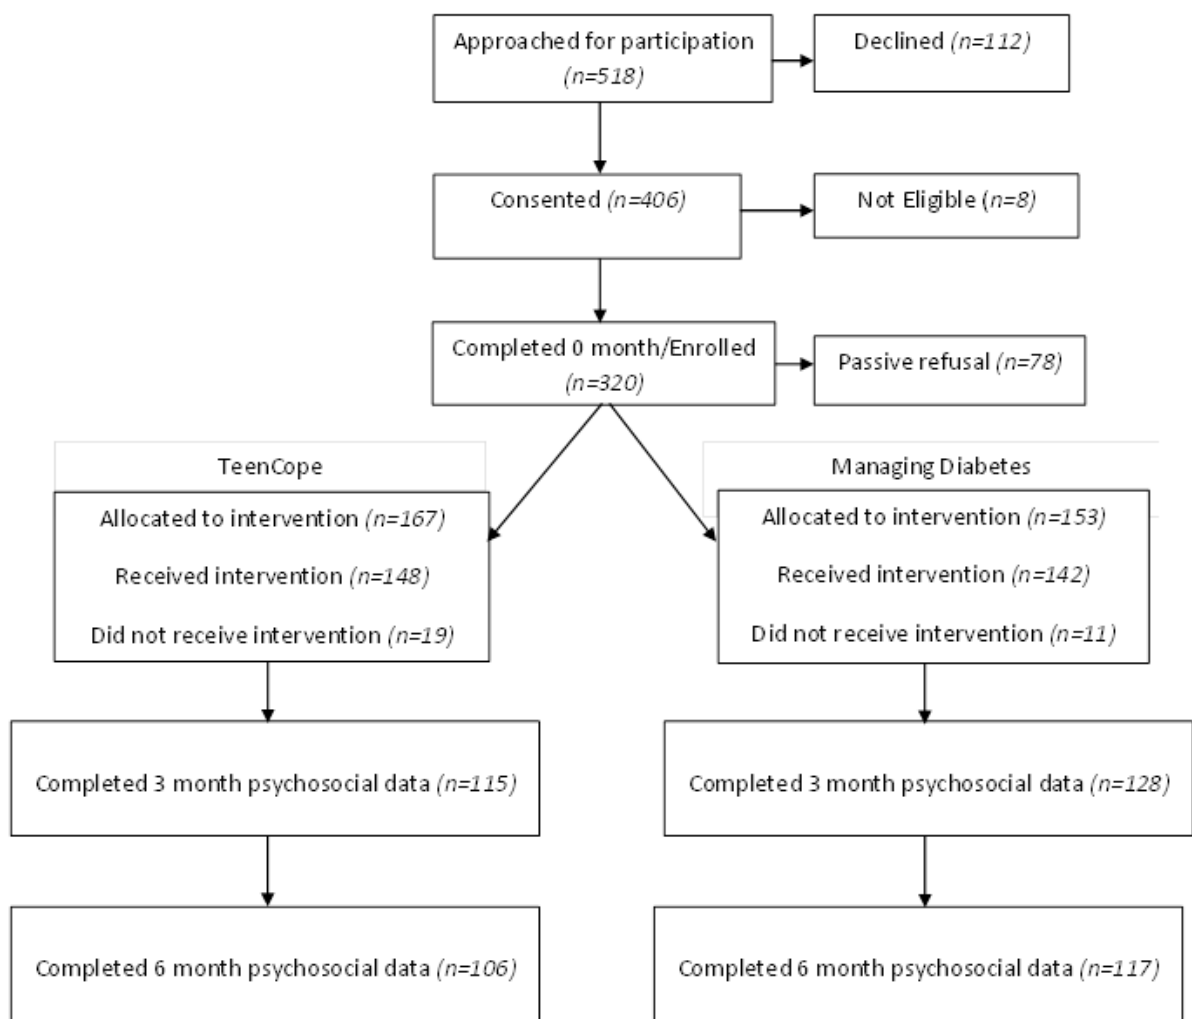 Approached for participation
(n=518)
Declined (n=112)
Consented (n=406)
Not Eligible (n=8)
Completed 0 month/Enrolled
(n=320)
Passive refusal (n=78)
TeenCope
Allocated to intervention (n=167)
Received intervention (n=148)
Did not receive intervention (n=19)
Managing Diabetes
Allocated to intervention (n=153)
Received intervention (n=142)
Did not receive intervention (n=11)
Completed 3 month psychosocial data (n=115)
Completed 3 month psychosocial data (n=128)
Completed 6 month psychosocial data (n=106)
Completed 6 month psychosocial data (n=117)